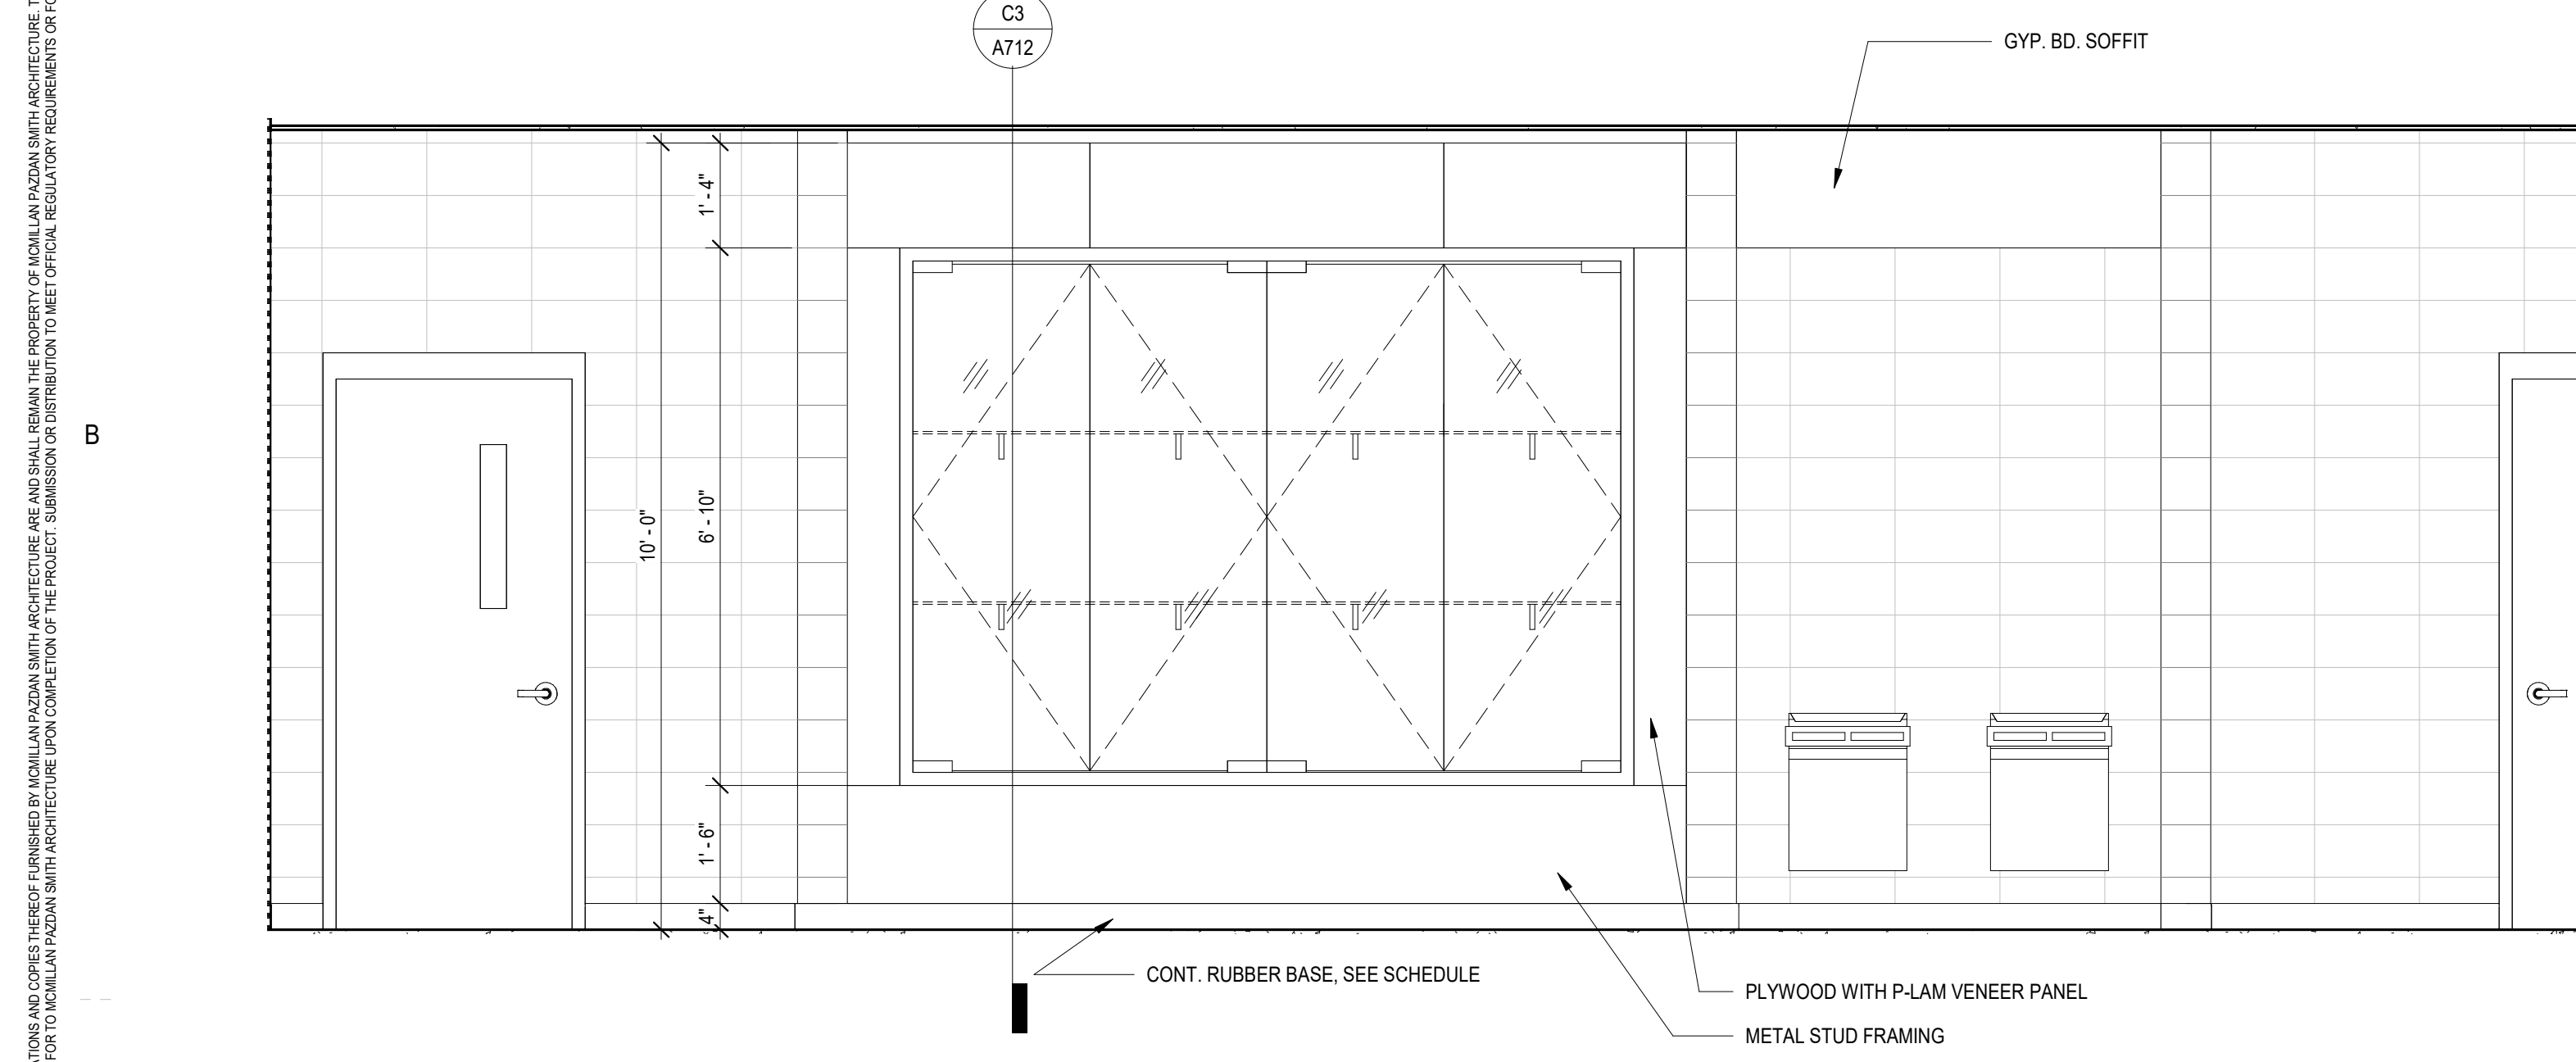 C3
A712
GYP. BD. SOFFIT
1' - 4"
10' - 0"
6' - 10"
1' - 6"
4"
B
CONT. RUBBER BASE, SEE SCHEDULE
PLYWOOD WITH P-LAM VENEER PANEL
METAL STUD FRAMING
AND COPIES THEREOF FURNISHED BY MCMILLAN PAZDAN SMITH ARCHITECTURE ARE AND SHALL REMAIN THE PROPERTY OF MCMILLAN PAZDAN SMITH ARCHITECTURE.
FOR TO MCMILLAN PAZDAN SMITH ARCHITECTURE UPON COMPLETION OF THE PROJECT. SUBMISSION OR DISTRIBUTION TO MEET OFFICIAL REGULATORY REQUIREMENTS OR